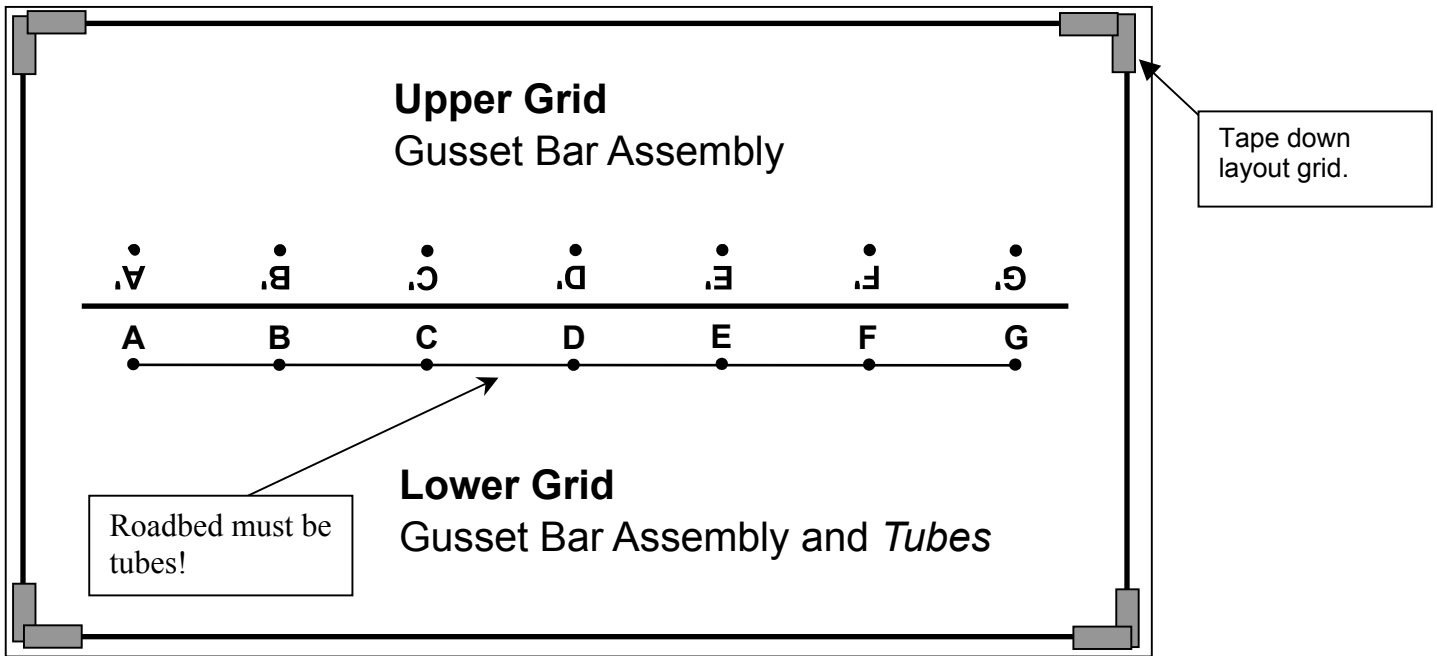 Upper Grid
Gusset Bar Assembly
Tape down
layout grid.
A' B' C' D' E' F' G'
A B C D E F G
Lower Grid
Gusset Bar Assembly and Tubes
Roadbed must be
tubes!